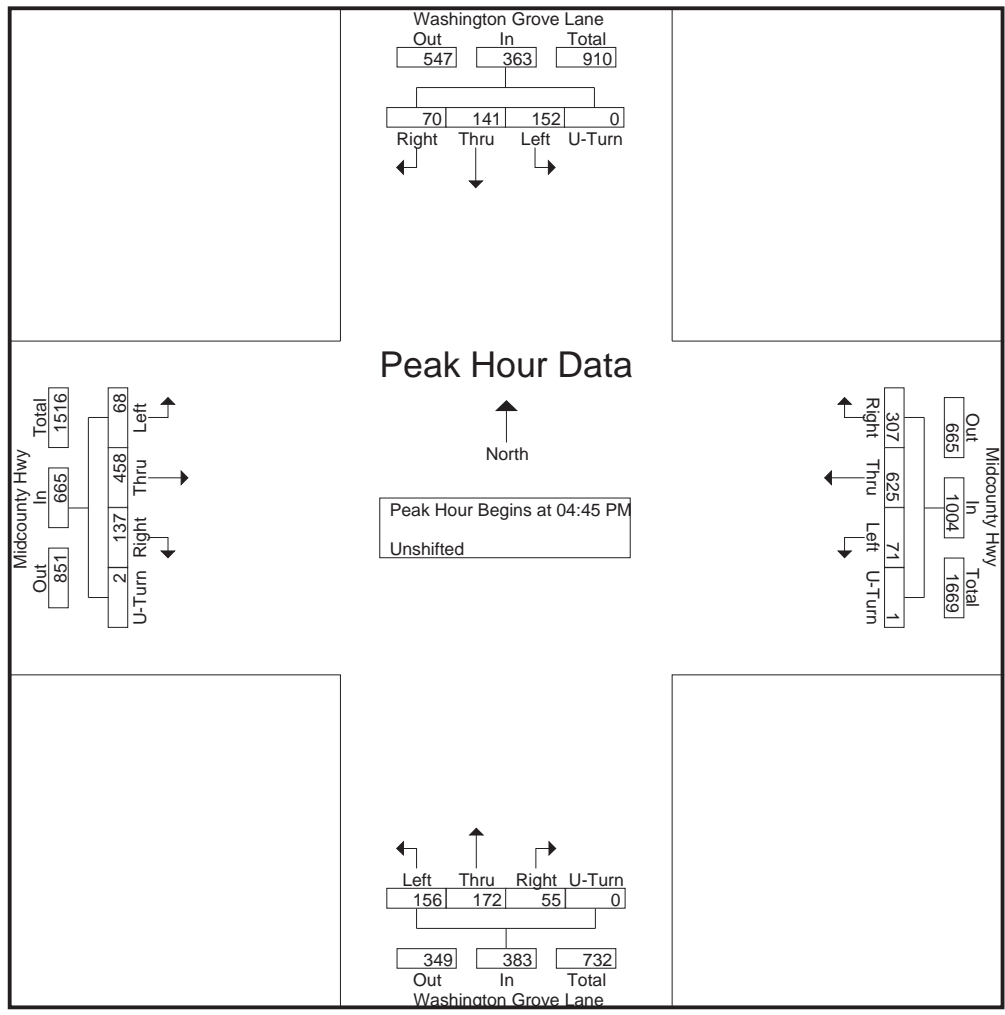 Washington Grove Lane
Out In Total
547 363 910
70 141 152 0
Right Thru Left U-Turn
Peak Hour Data
North
Peak Hour Begins at 04:45 PM
Unshifted
Midcounty Hwy
Total In Out
1516 665 851
68 458 137 2
Left Thru Right U-Turn
Midcounty Hwy
Out In Total
665 1004 1669
307 625 71 1
Right Thru Left U-Turn
Left Thru Right U-Turn
156 172 55 0
349 383 732
Out In Total
Washington Grove Lane